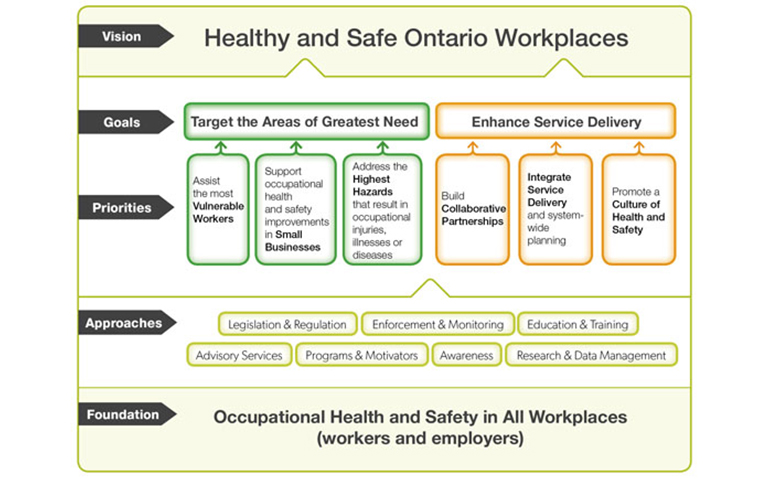 Vision
Healthy and Safe Ontario Workplaces
Goals
Target the Areas of Greatest Need
Enhance Service Delivery
Priorities
Assist
the most
Vulnerable
Workers
Support
occupational
health
and safety
improvements
in Small
Businesses
Address the
Highest
Hazards
that result in
occupational
injuries,
illnesses or
diseases
Build
Collaborative
Partnerships
Integrate
Service
Delivery
and system-
wide
planning
Promote a
Culture of
Health and
Safety
Approaches
Legislation & Regulation
Enforcement & Monitoring
Education & Training
Advisory Services
Programs & Motivators
Awareness
Research & Data Management
Foundation
Occupational Health and Safety in All Workplaces
(workers and employers)